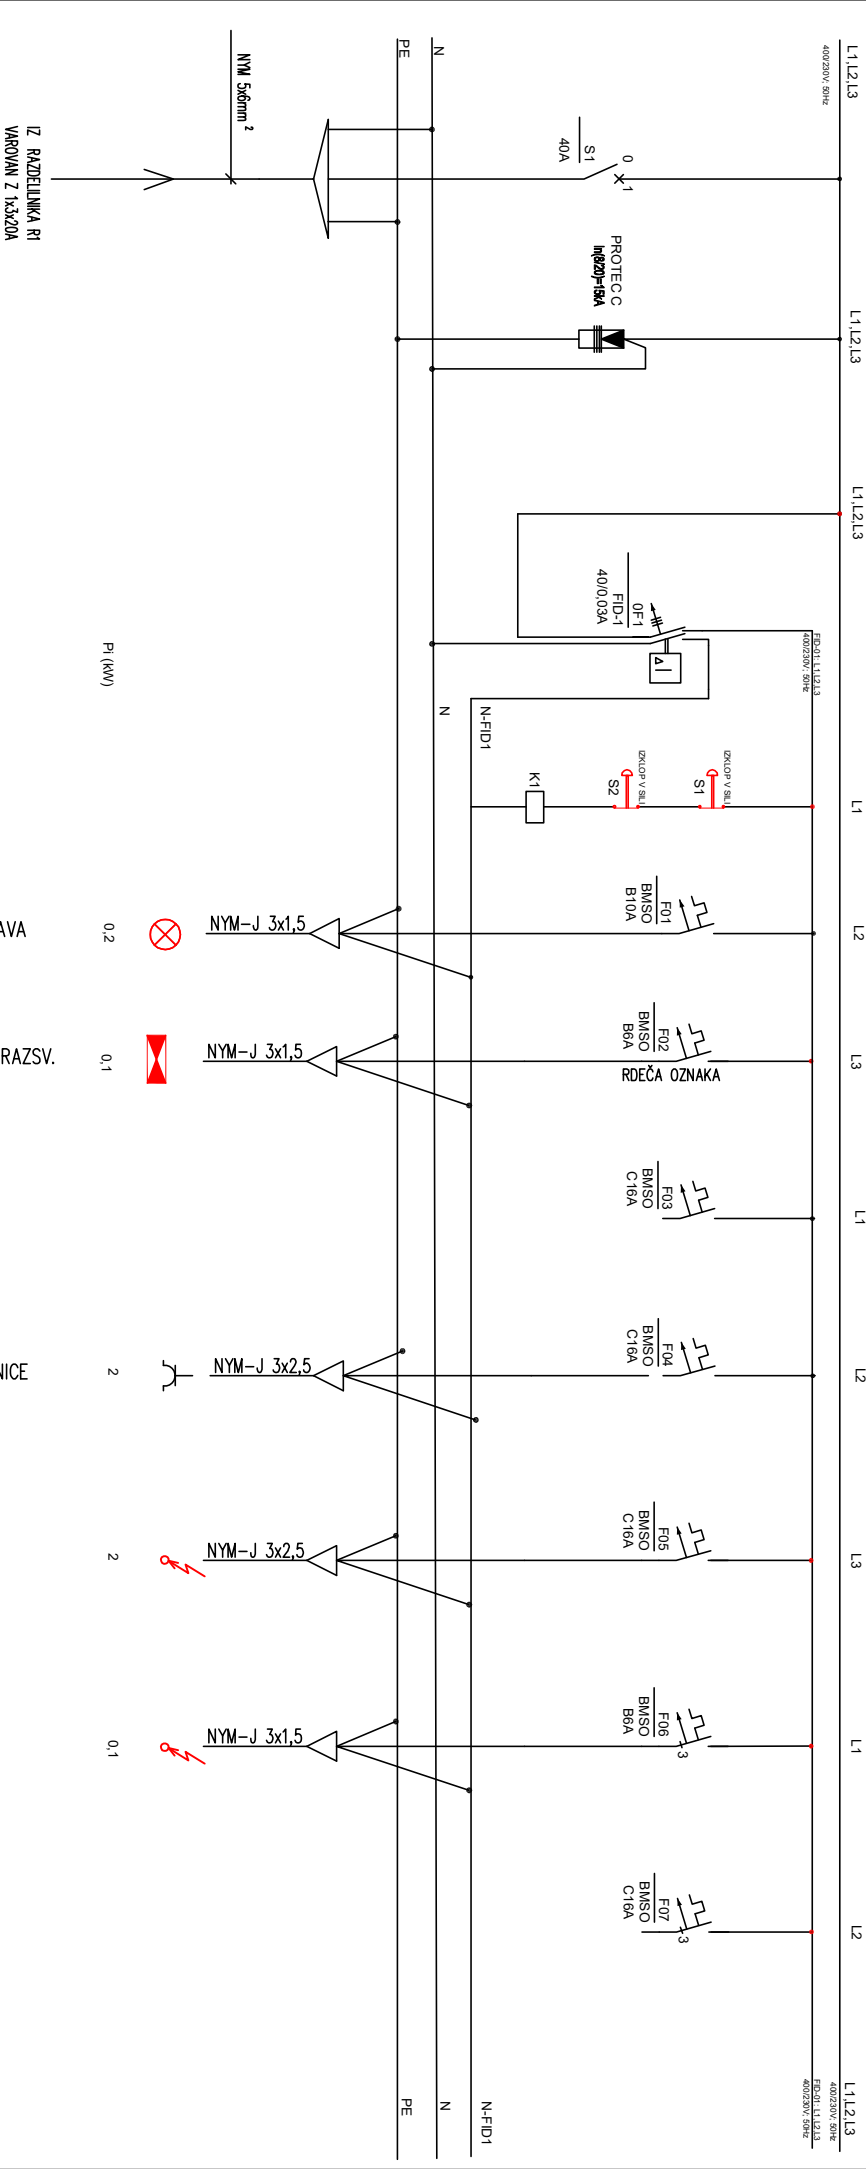 L1,L2,L3
400/230V; 50Hz
L1,L2,L3
L1,L2,L3
FID-01: L1,L2,L3
400/230V; 50Hz
L1
L2
L3
L1
L2
L3
L1
L2
L1,L2,L3
400/230V; 50Hz
FID-01: L1,L2,L3
400/230V; 50Hz
0
1
S1
40A
PROTEC C
In(8/20)=15kA
0F1
FID-1
40/0,03A
Δ I
IZKLOP V SILI
S1
IZKLOP V SILI
S2
K1
F01
BMSO
B10A
F02
BMSO
B6A
RDEČA OZNAKA
F03
BMSO
C16A
F04
BMSO
C16A
F05
BMSO
C16A
F06
BMSO
B6A
3
F07
BMSO
C16A
3
N-FID1
N
N-FID1
N
PE
N
PE
NYM 5x6mm²
NYM-J 3x1,5
NYM-J 3x1,5
NYM-J 3x2,5
NYM-J 3x2,5
NYM-J 3x1,5
Pi (kW)
0,2
0,1
2
2
0,1
IZ RAZDELILNIKA R1
VAROVAN Z 1x3x20A
AVA
RAZSV.
NICE